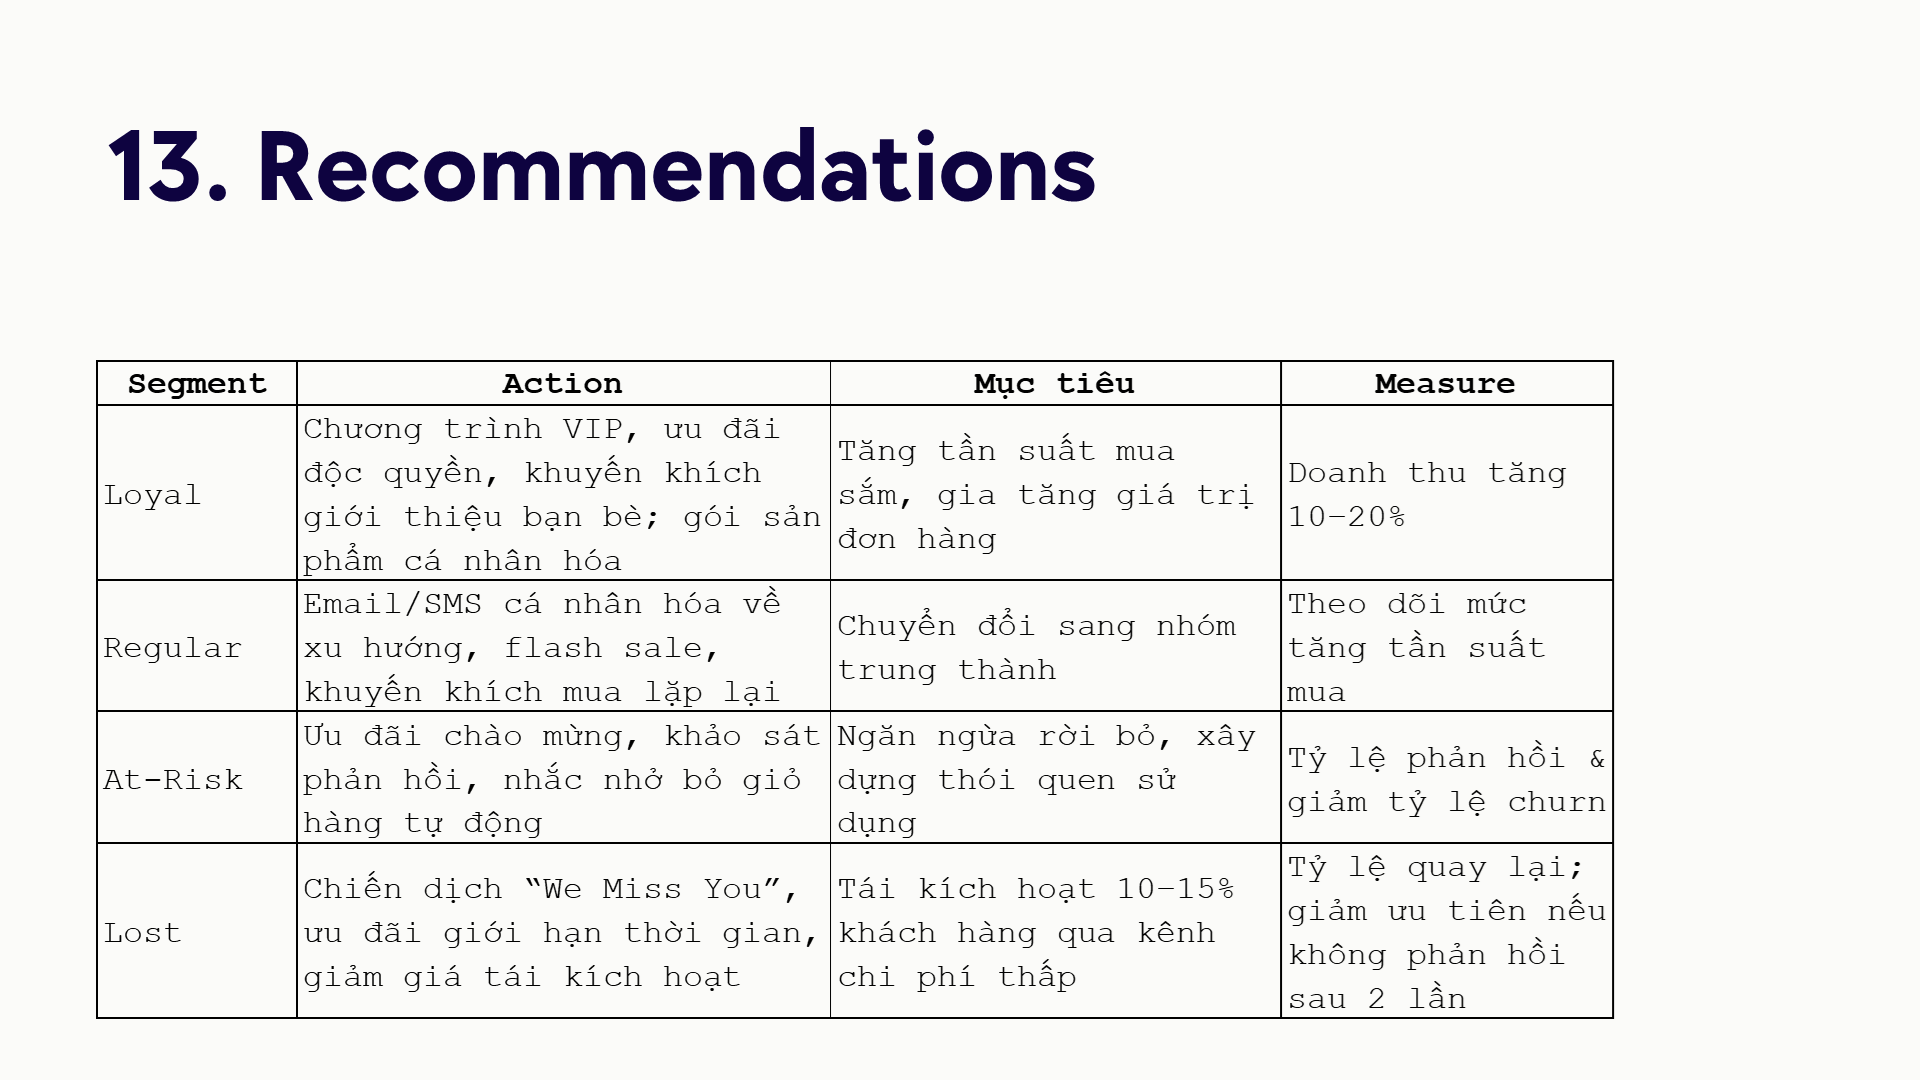 13. Recommendations
Segment
Action
Mục tiêu
Measure
Loyal
Chương trình VIP, ưu đãi
độc quyền, khuyến khích
giới thiệu bạn bè; gói sản
phẩm cá nhân hóa
Tăng tần suất mua
sắm, gia tăng giá trị
đơn hàng
Doanh thu tăng
10–20%
Regular
Email/SMS cá nhân hóa về
xu hướng, flash sale,
khuyến khích mua lặp lại
Chuyển đổi sang nhóm
trung thành
Theo dõi mức
tăng tần suất
mua
At-Risk
Ưu đãi chào mừng, khảo sát
phản hồi, nhắc nhở bỏ giỏ
hàng tự động
Ngăn ngừa rời bỏ, xây
dựng thói quen sử
dụng
Tỷ lệ phản hồi &
giảm tỷ lệ churn
Lost
Chiến dịch “We Miss You”,
ưu đãi giới hạn thời gian,
giảm giá tái kích hoạt
Tái kích hoạt 10–15%
khách hàng qua kênh
chi phí thấp
Tỷ lệ quay lại;
giảm ưu tiên nếu
không phản hồi
sau 2 lần